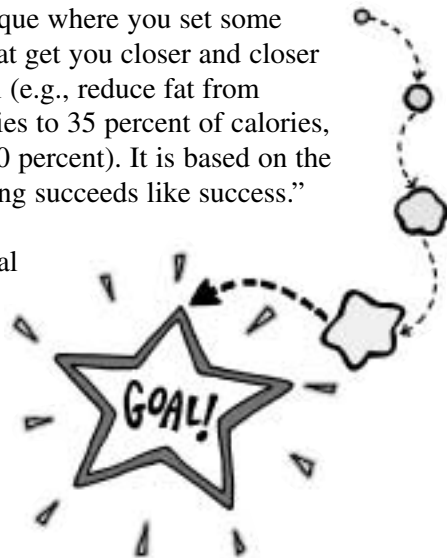 que where you set some
at get you closer and closer
(e.g., reduce fat from
ies to 35 percent of calories,
0 percent). It is based on the
ng succeeds like success.”
al
GOAL!